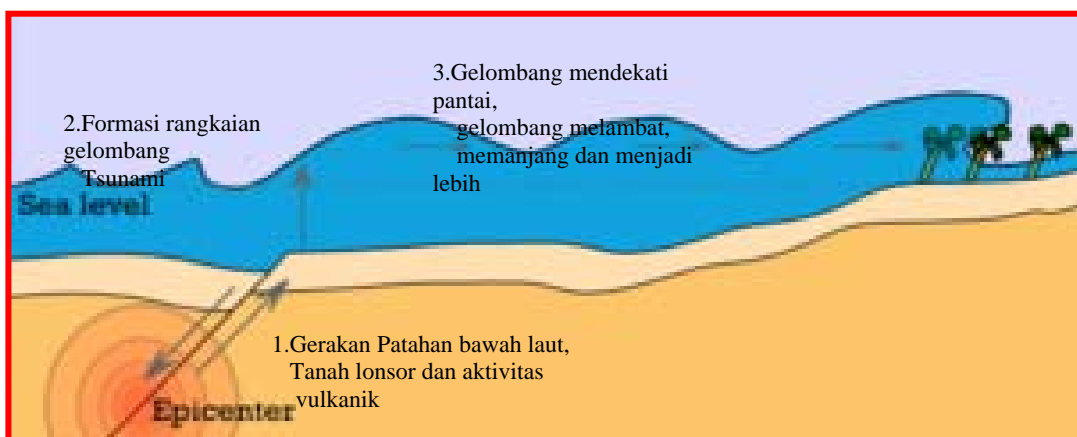 3.Gelombang mendekati
pantai,
gelombang melambat,
memanjang dan menjadi
lebih
2.Formasi rangkaian
gelombang
Tsunami
Sea level
1.Gerakan Patahan bawah laut,
Tanah lonsor dan aktivitas
vulkanik
Epicenter